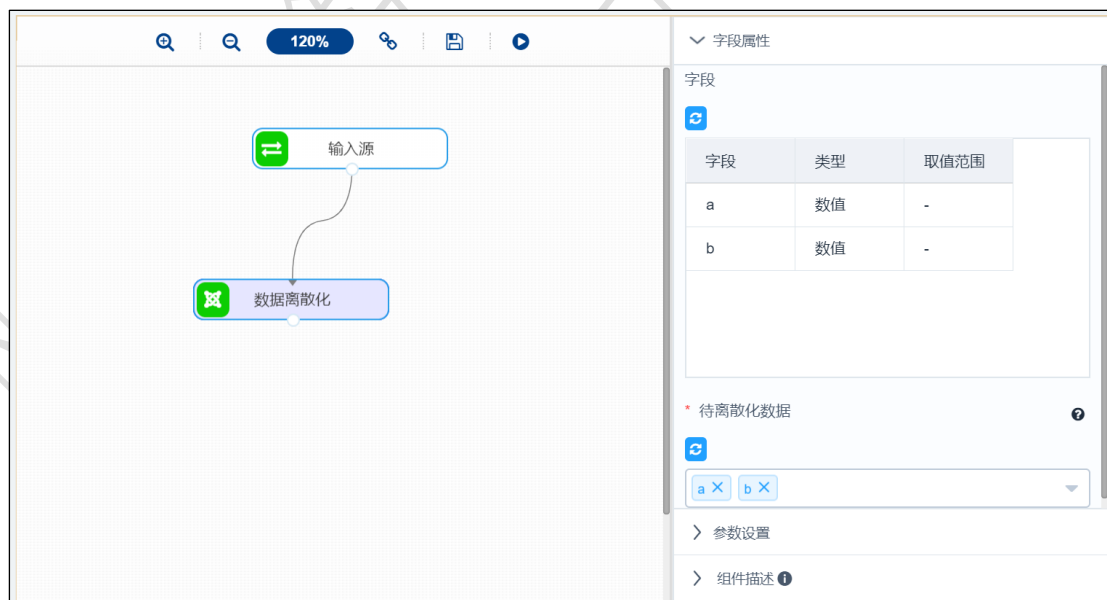 120%
输入源
数据离散化
字段属性
字段
字段 类型 取值范围
a 数值 -
b 数值 -
* 待离散化数据
a b
参数设置
组件描述